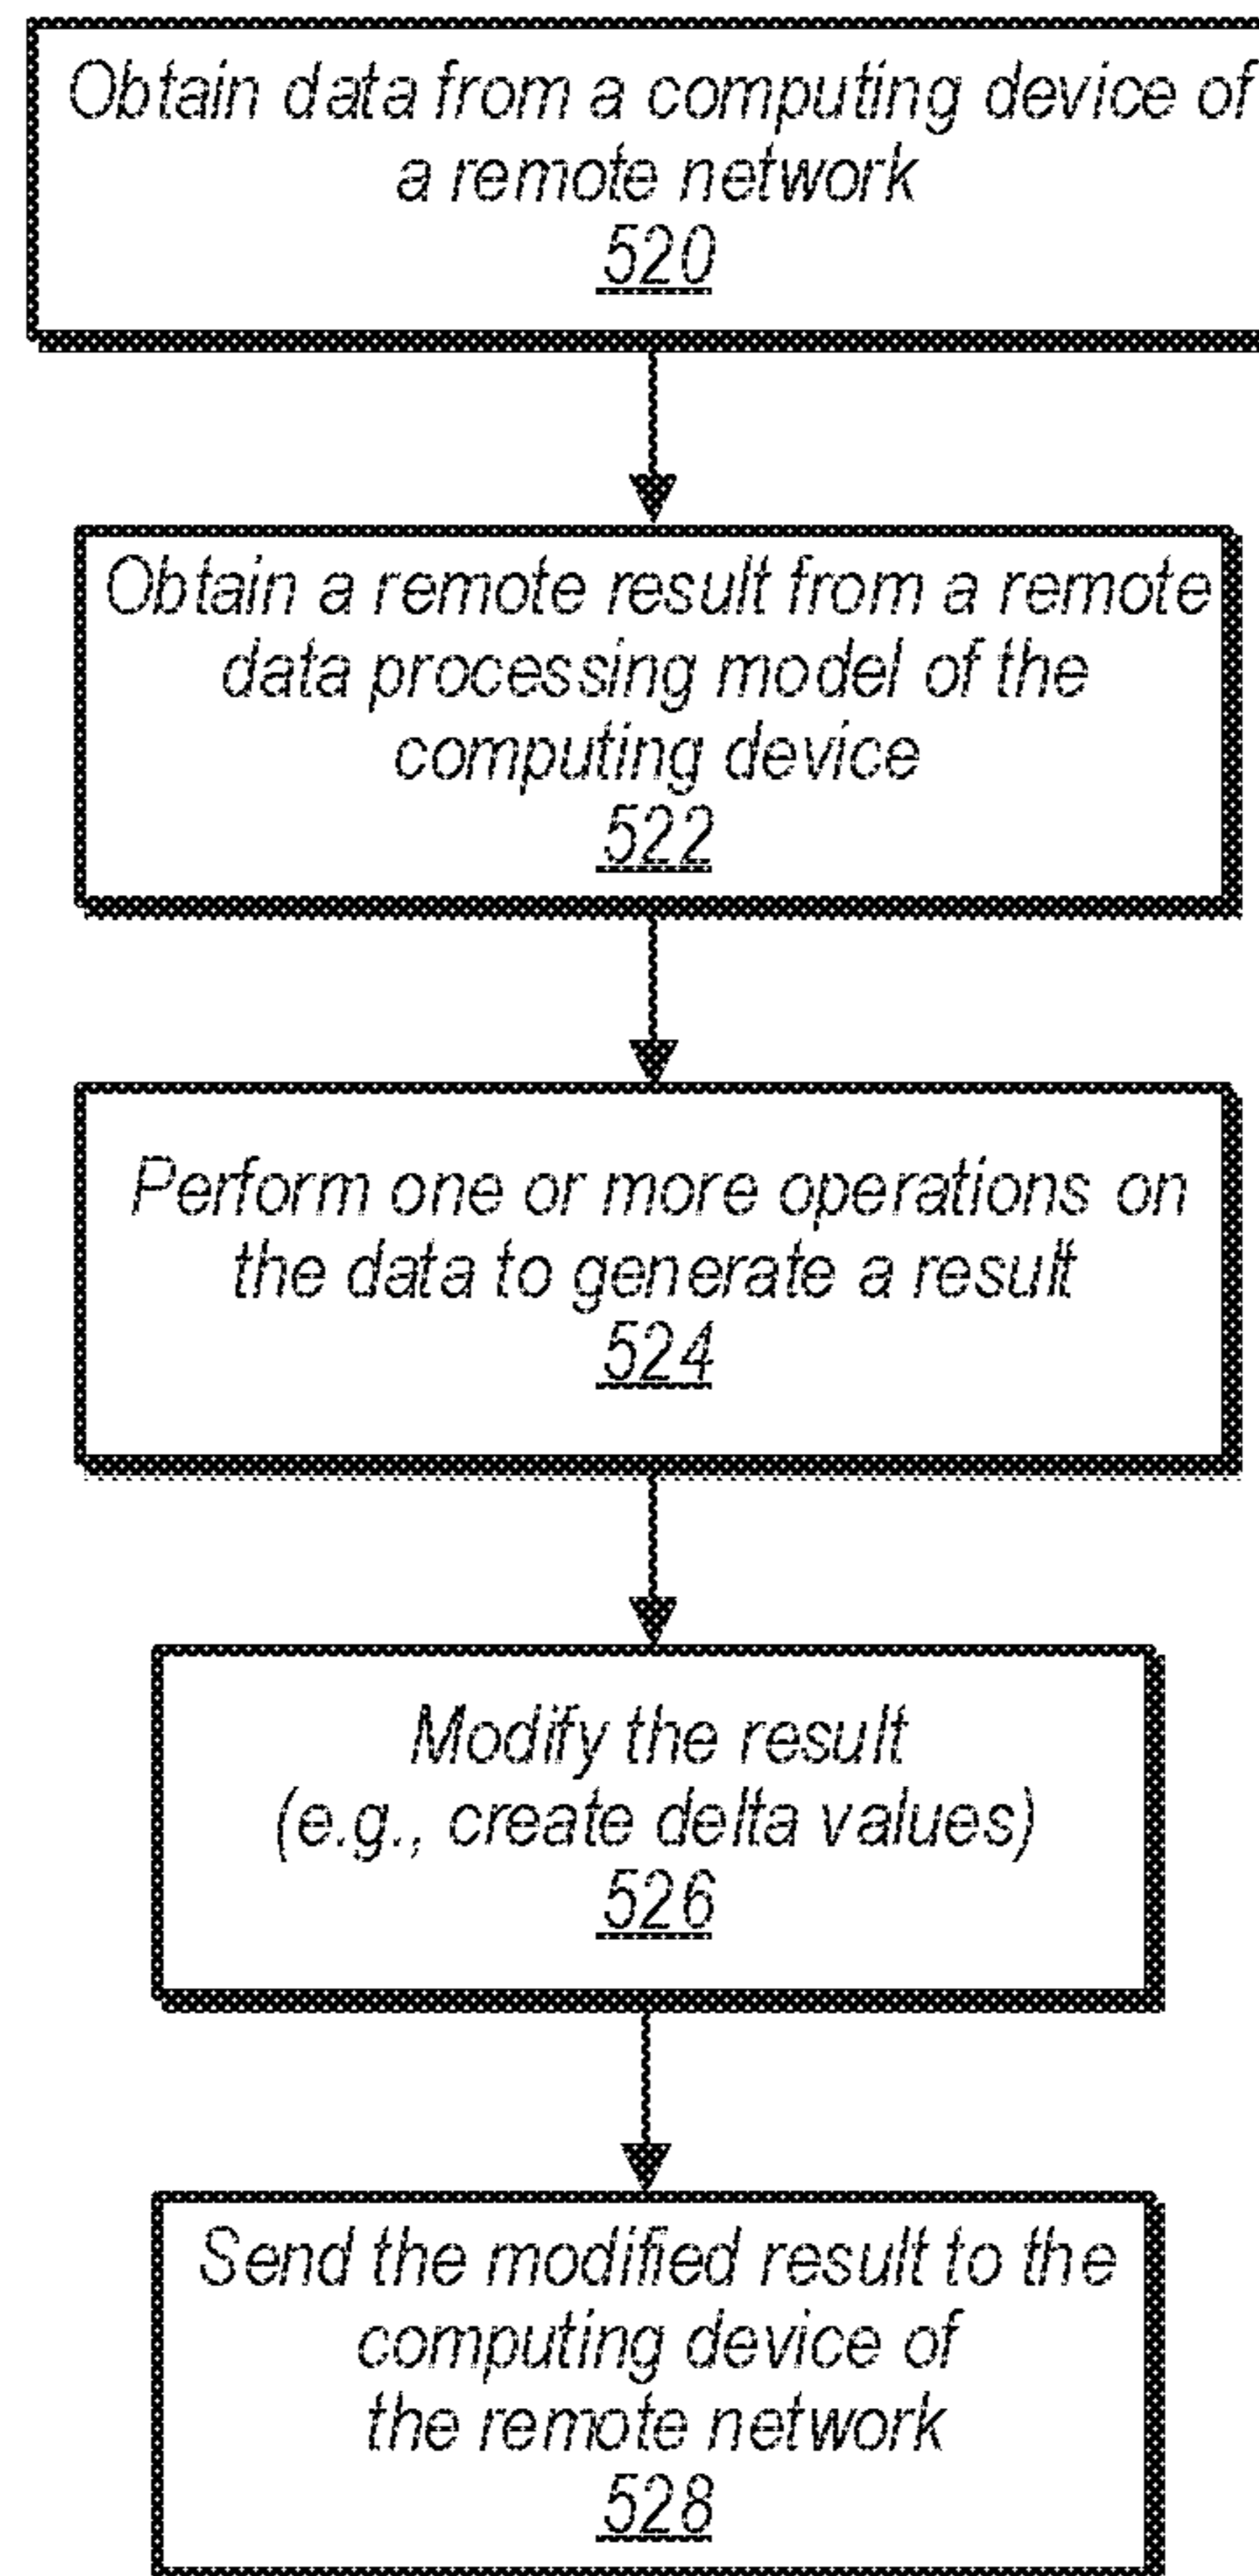 Obtain data from a computing device of
a remote network
520
Obtain a remote result from a remote
data processing model of the
computing device
522
Perform one or more operations on
the data to generate a result
524
Modify the result
(e.g., create delta values)
526
Send the modified result to the
computing device of
the remote network
528